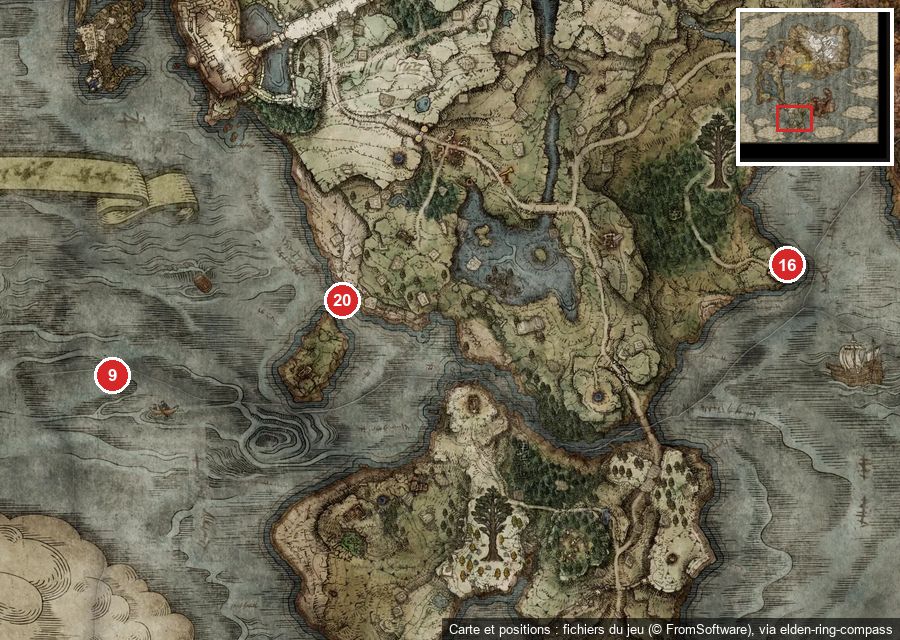 16
20
9
Carte et positions : fichiers du jeu (© FromSoftware), via elden-ring-compass